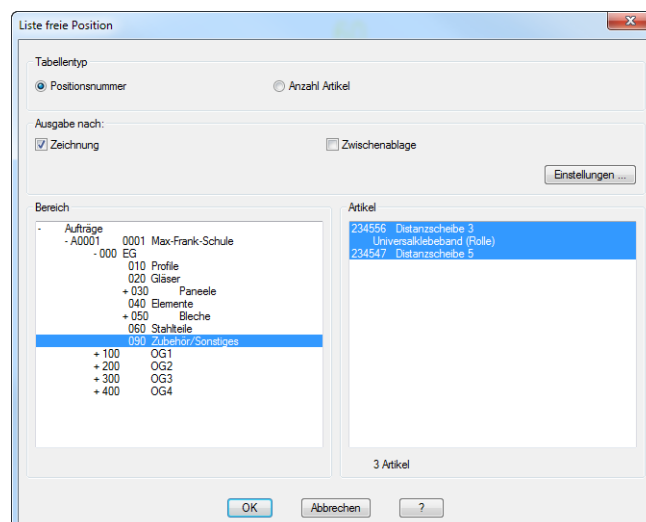 Liste freie Position
Tabellentyp
Positionsnummer
Anzahl Artikel
Ausgabe nach:
Zeichnung
Zwischenablage
Einstellungen ...
Bereich
- Aufträge
- A0001 0001 Max-Frank-Schule
- 000 EG
010 Profile
020 Gläser
+ 030 Paneele
040 Elemente
+ 050 Bleche
060 Stahlteile
090 Zubehör/Sonstiges
+ 100 OG1
+ 200 OG2
+ 300 OG3
+ 400 OG4
Artikel
234556 Distanzscheibe 3
Universalklebeband (Rolle)
234547 Distanzscheibe 5
3 Artikel
OK
Abbrechen
?